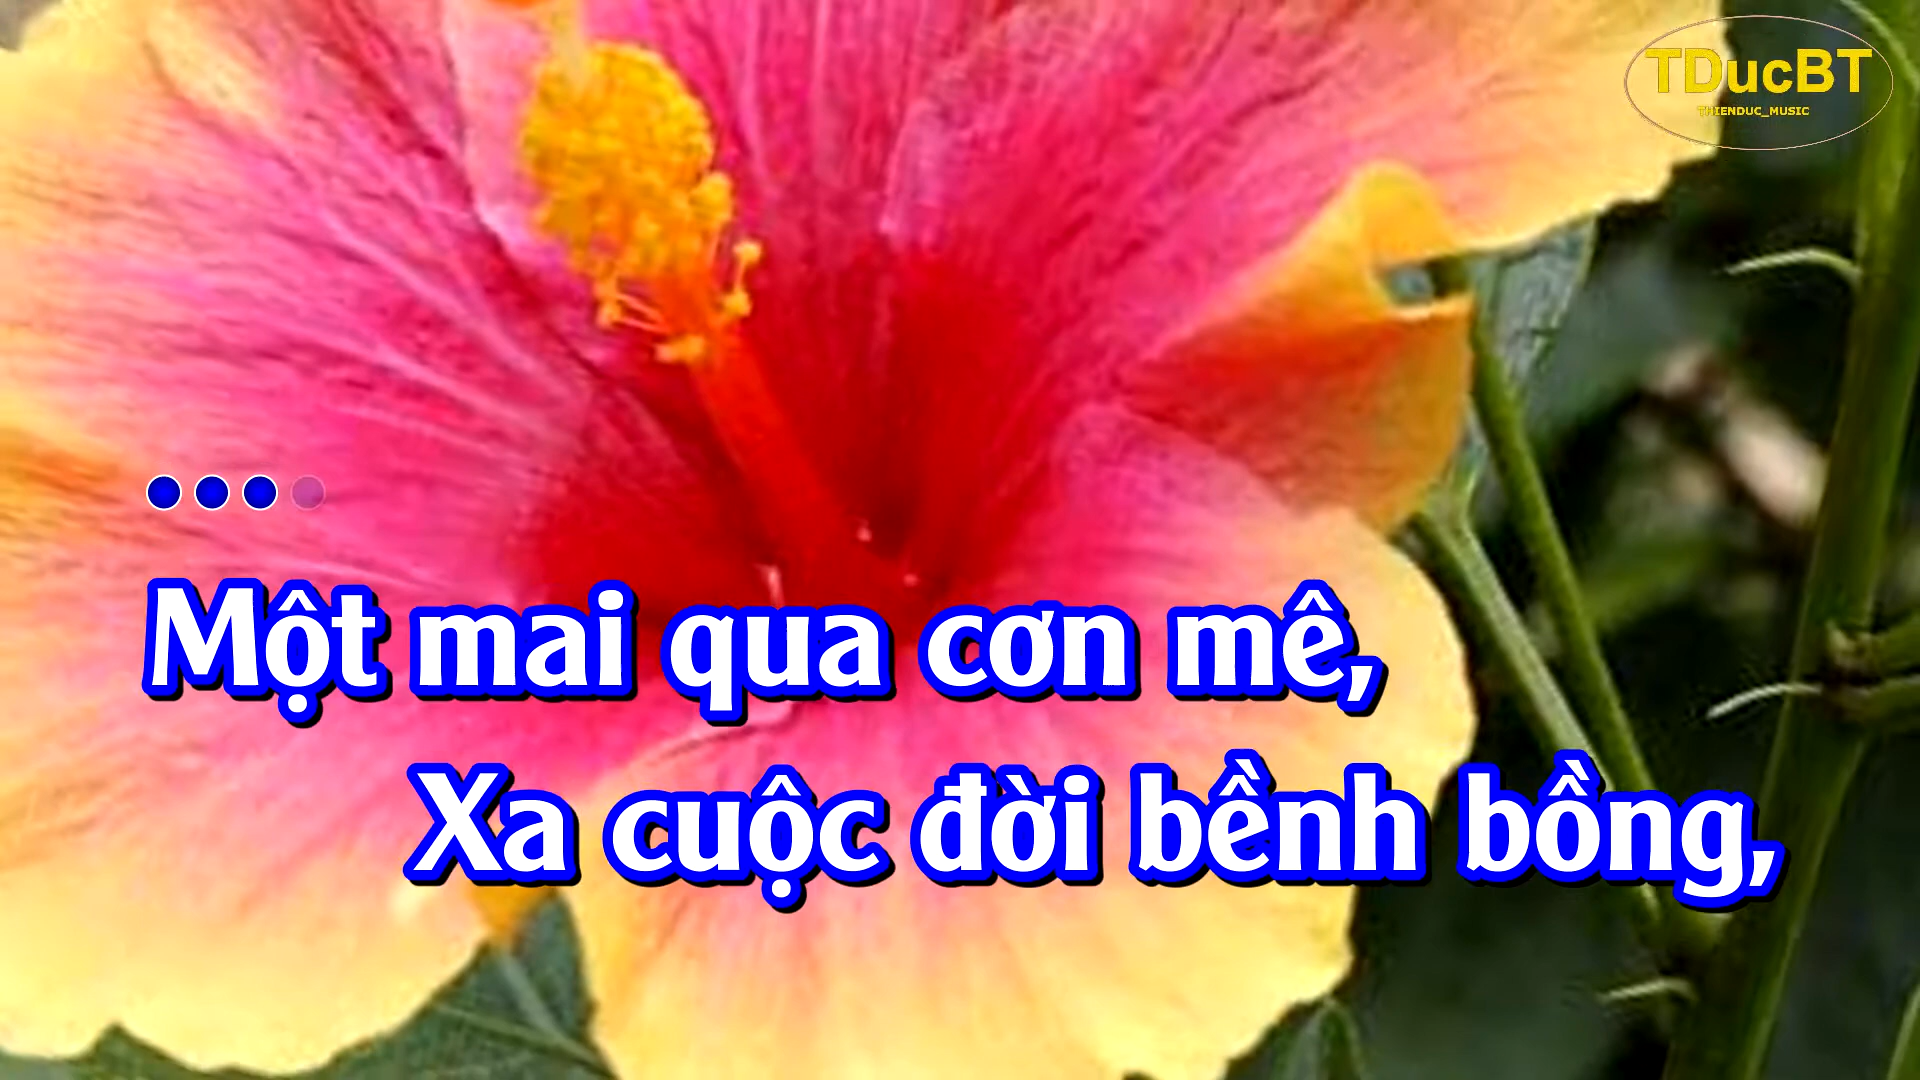 TDucBT
THIENDUC_MUSIC
Một mai qua cơn mê,
Xa cuộc đời bềnh bồng,